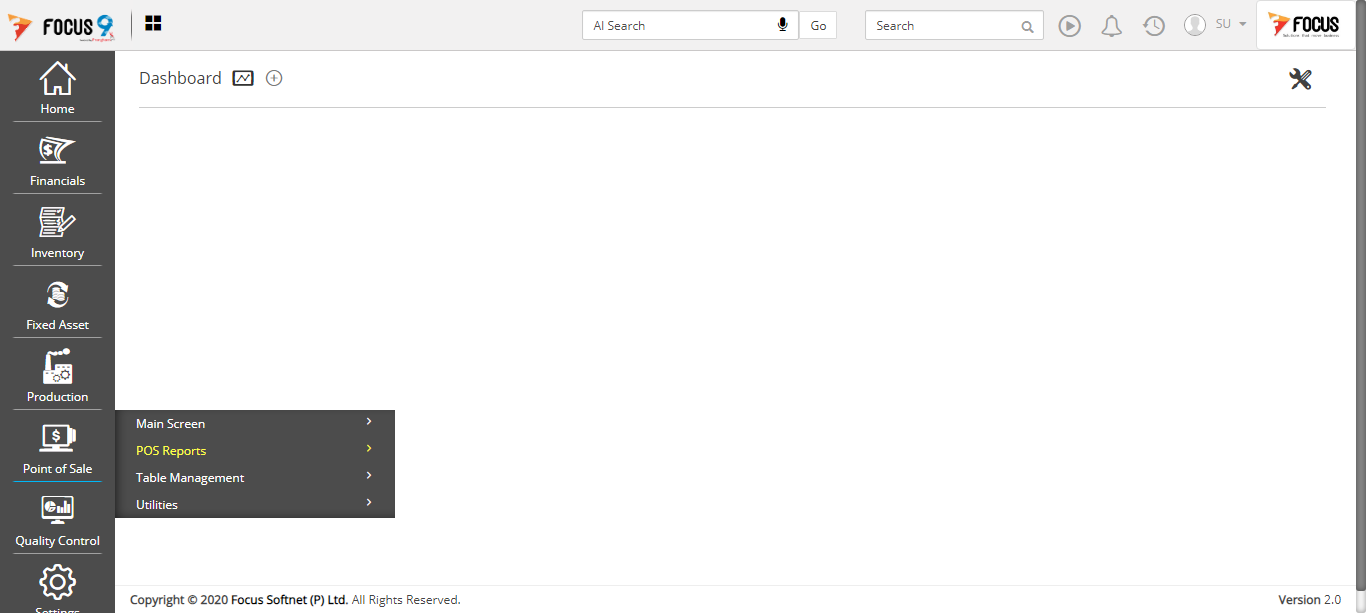 FOCUS 9
AI Search
Go
Search
SU
FOCUS
Dashboard
Home
Financials
Inventory
Fixed Asset
Production
Point of Sale
Quality Control
Settings
Main Screen
POS Reports
Table Management
Utilities
Copyright © 2020 Focus Softnet (P) Ltd. All Rights Reserved.
Version 2.0